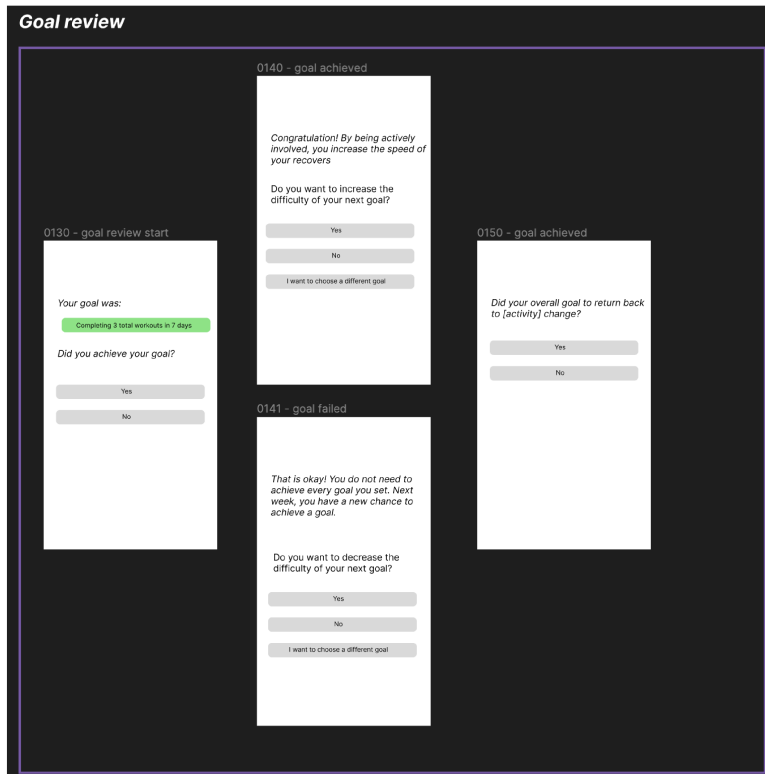 Goal review
0130 - goal review start
Your goal was:
Completing 3 total workouts in 7 days
Did you achieve your goal?
Yes
No
0140 - goal achieved
Congratulation! By being actively
involved, you increase the speed of
your recovers
Do you want to increase the
difficulty of your next goal?
Yes
No
I want to choose a different goal
0141 - goal failed
That is okay! You do not need to
achieve every goal you set. Next
week, you have a new chance to
achieve a goal.
Do you want to decrease the
difficulty of your next goal?
Yes
No
I want to choose a different goal
0150 - goal achieved
Did your overall goal to return back
to [activity] change?
Yes
No